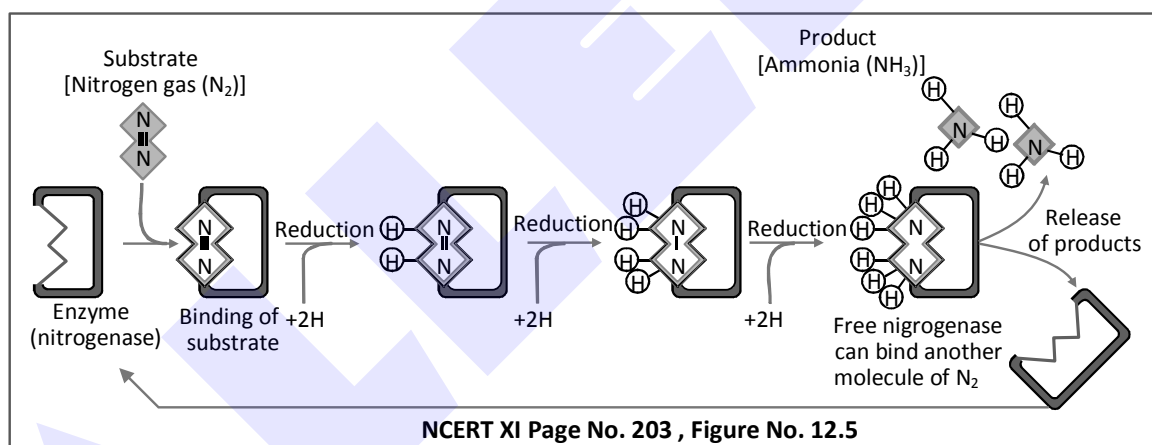 Substrate
[Nitrogen gas (N₂)]
N
N
Product
[Ammonia (NH₃)]
H
N
H
H
H
N
H
H
Enzyme
(nitrogenase)
N
N
Binding of
substrate
Reduction
+2H
H
H
N
N
Reduction
+2H
H
H
H
H
N
N
Reduction
+2H
H
H
H
H
H
H
N
N
Free nigrogenase
can bind another
molecule of N₂
Release
of products
NCERT XI Page No. 203 , Figure No. 12.5